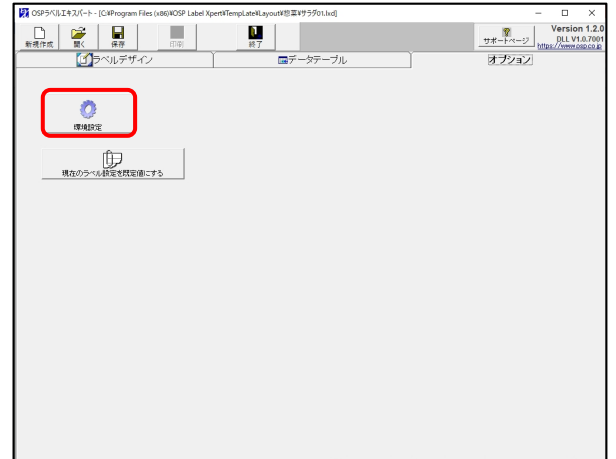 OSPラベルエキスパート - [C:¥Program Files (x86)¥OSP Label Xpert¥TempLate¥Layout¥惣菜¥サラダ01.lxd]
新規作成 開く 保存 印刷 終了 サポートページ
Version 1.2.0
DLL V1.0.7001
https://www.osp.co.jp
ラベルデザイン データテーブル オプション
環境設定
現在のラベル設定を既定値にする